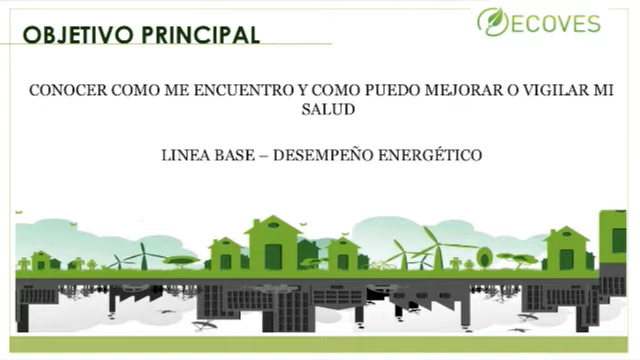 OBJETIVO PRINCIPAL
ECOVES
CONOCER COMO ME ENCUENTRO Y COMO PUEDO MEJORAR O VIGILAR MI
SALUD
LINEA BASE – DESEMPEÑO ENERGÉTICO